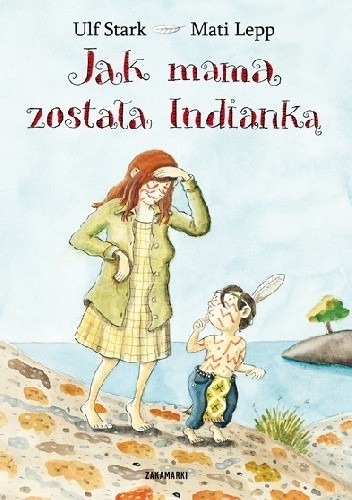 Ulf Stark Mati Lepp
Jak mama
została Indianką
ZAKAMARKI